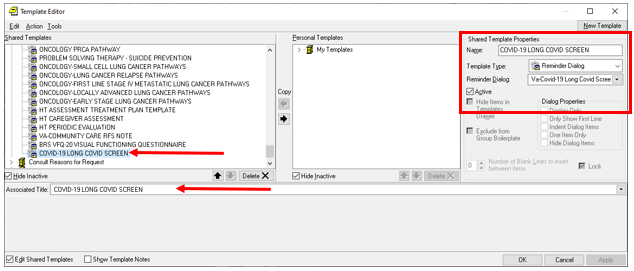 Template Editor
Edit Action Tools
New Template
Shared Templates
ONCOLOGY PRCA PATHWAY
PROBLEM SOLVING THERAPY - SUICIDE PREVENTION
ONCOLOGY-SMALL CELL LUNG CANCER PATHWAYS
ONCOLOGY-LUNG CANCER RELAPSE PATHWAYS
ONCOLOGY-FIRST LINE STAGE IV METASTATIC LUNG CANCER PATHWAYS
ONCOLOGY-LOCALLY ADVANCED LUNG CANCER PATHWAYS
ONCOLOGY-EARLY STAGE LUNG CANCER PATHWAY
HT ASSESSMENT TREATMENT PLAN TEMPLATE
HT CAREGIVER ASSESSMENT
HT PERIODIC EVALUATION
VA-COMMUNITY CARE RFS NOTE
BRS VFQ-20 VISUAL FUNCTIONING QUESTIONNAIRE
COVID-19 LONG COVID SCREEN
Consult Reasons for Request
Hide Inactive
Delete
Copy
Personal Templates
My Templates
Hide Inactive
Delete
Shared Template Properties
Name: COVID-19 LONG COVID SCREEN
Template Type: Reminder Dialog
Reminder Dialog: Va-Covid-19 Long Covid Scree
Active
Hide Items in
Templates
Drawer
Exclude from
Group Boilerplate
Dialog Properties
Display Only
Only Show First Line
Indent Dialog Items
One Item Only
Hide Dialog Items
0 Number of Blank Lines to insert
between items
Lock
Associated Title: COVID-19 LONG COVID SCREEN
Edit Shared Templates Show Template Notes
OK Cancel Apply